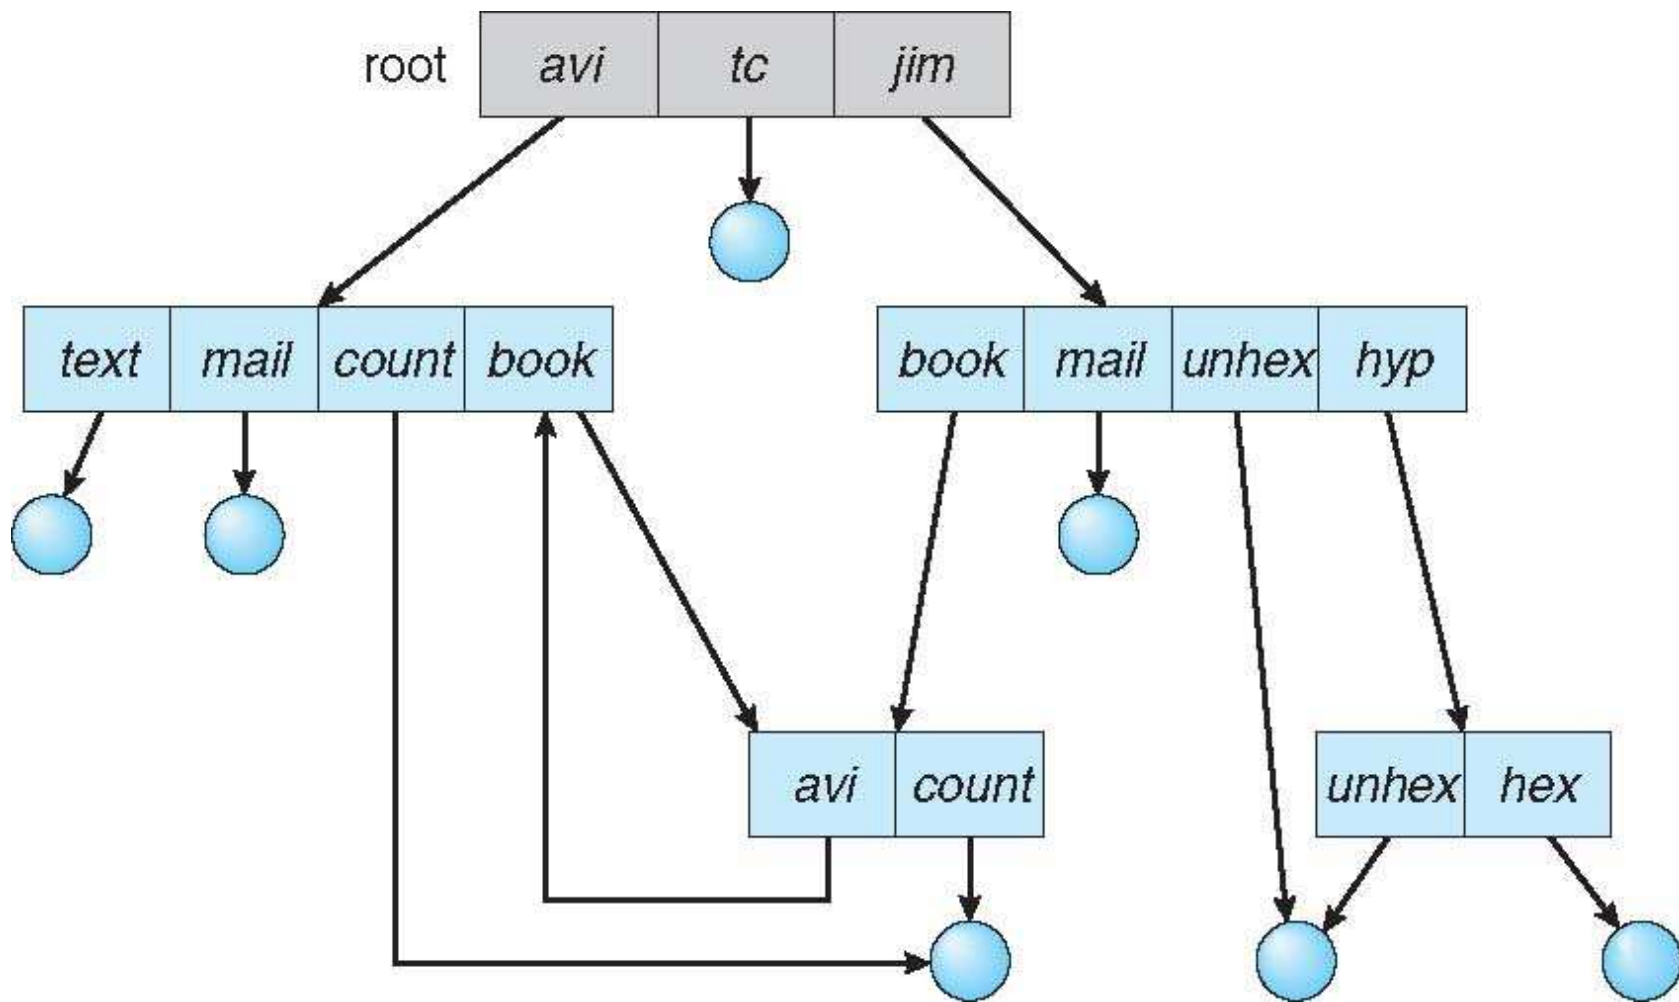 root avi tc jim
text mail count book book mail unhex hyp
avi count unhex hex